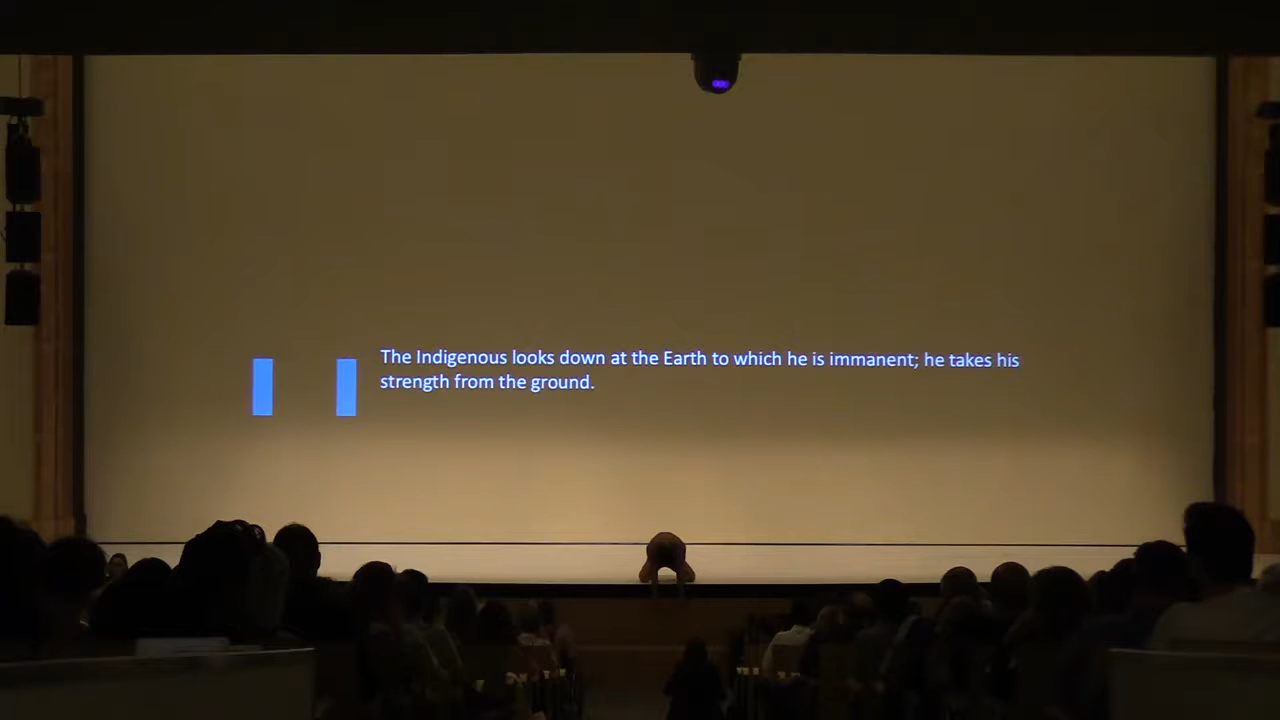 The Indigenous looks down at the Earth to which he is immanent; he takes his
strength from the ground.